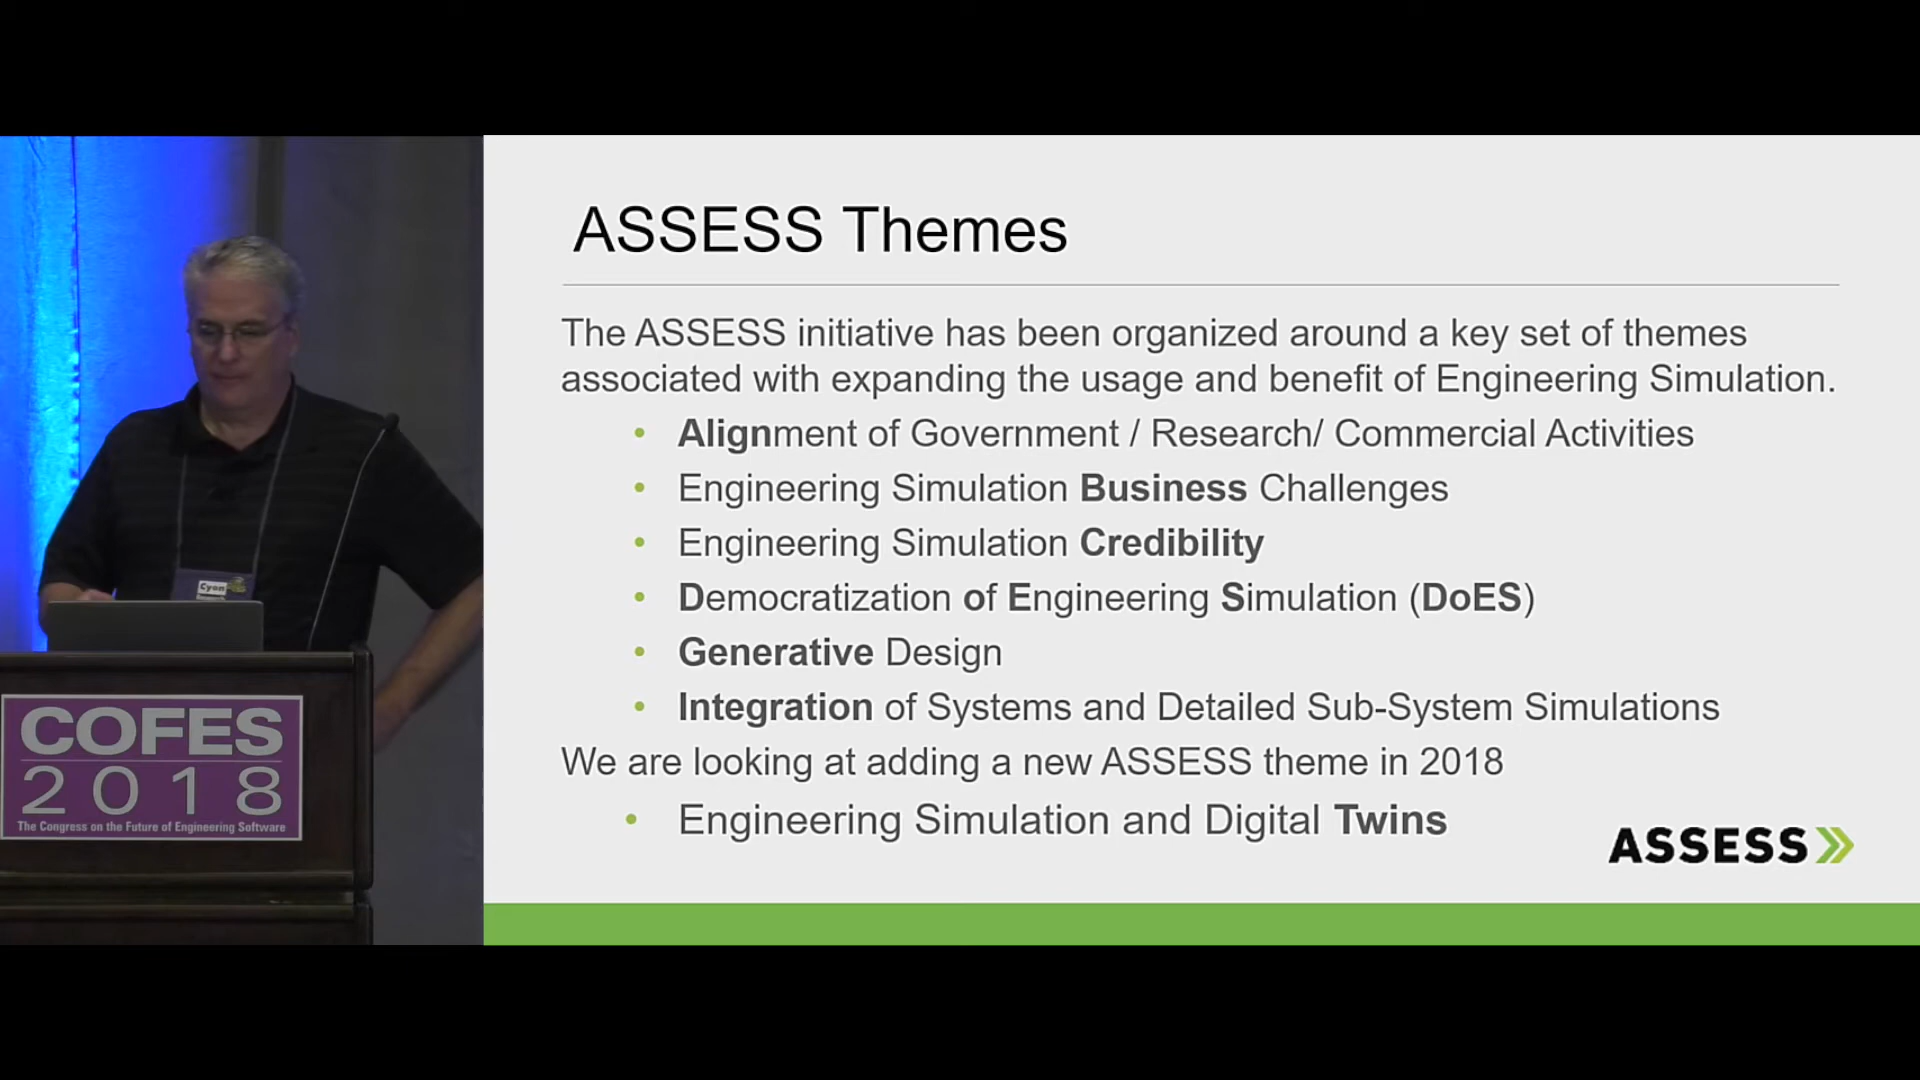 ASSESS Themes
The ASSESS initiative has been organized around a key set of themes
associated with expanding the usage and benefit of Engineering Simulation.
• Alignment of Government / Research/ Commercial Activities
• Engineering Simulation Business Challenges
• Engineering Simulation Credibility
• Democratization of Engineering Simulation (DoES)
• Generative Design
• Integration of Systems and Detailed Sub-System Simulations
We are looking at adding a new ASSESS theme in 2018
• Engineering Simulation and Digital Twins
ASSESS
Cyon
COFES
2018
The Congress on the Future of Engineering Software